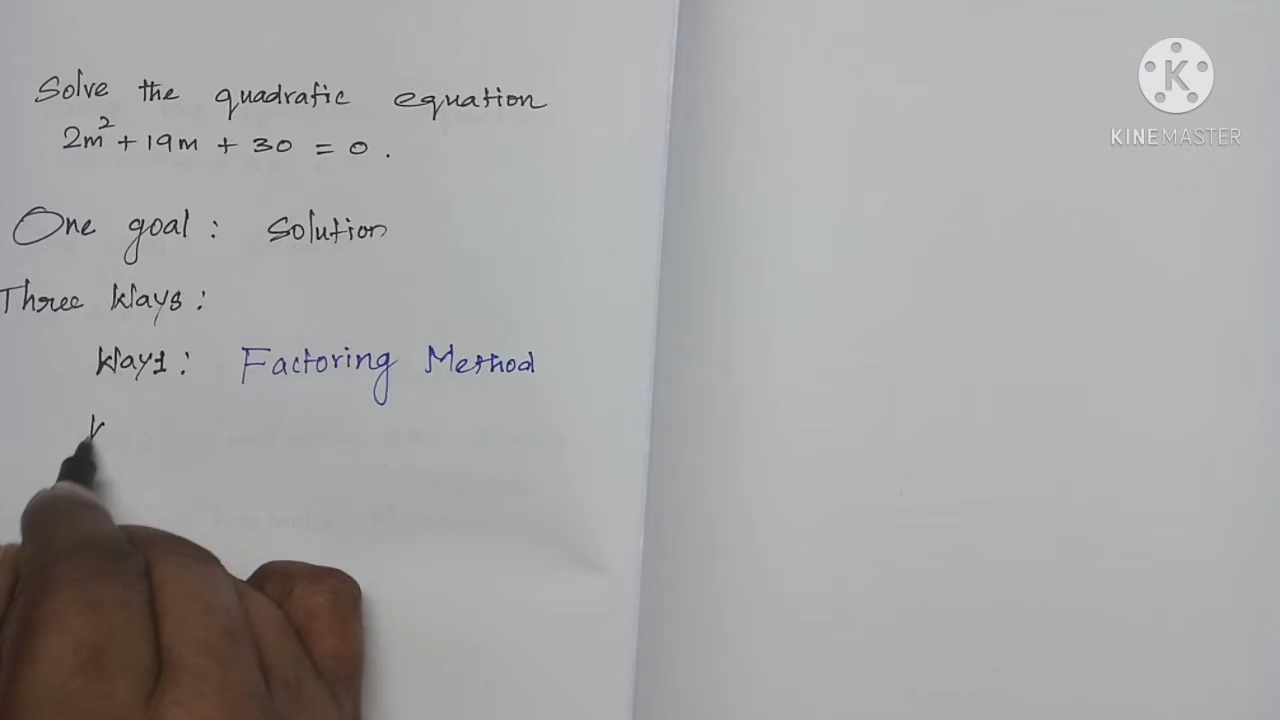 Solve the quadratic equation
2m² + 19m + 30 = 0.
One goal: Solution
Three Ways:
Way1: Factoring Method
K
KINEMASTER